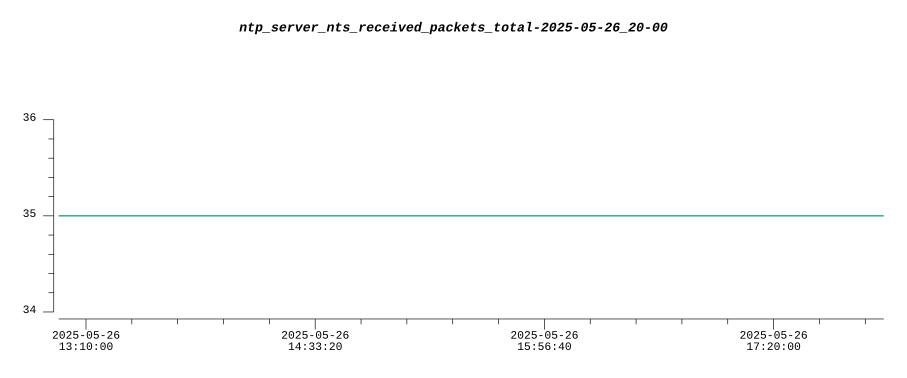 ntp_server_nts_received_packets_total-2025-05-26_20-00
36
35
34
2025-05-26 2025-05-26 2025-05-26 2025-05-26
13:10:00 14:33:20 15:56:40 17:20:00